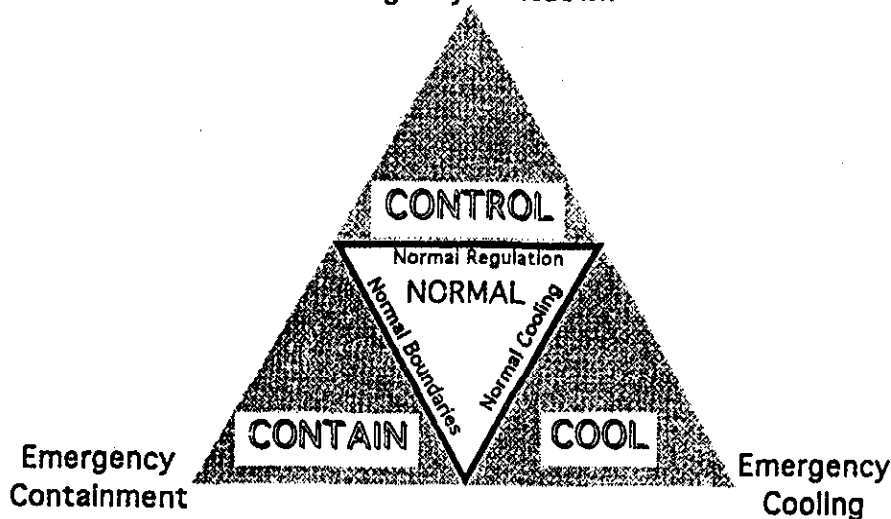 CONTROL
Normal Regulation
NORMAL
Normal Boundaries
Normal Cooling
CONTAIN
COOL
Emergency
Containment
Emergency
Cooling